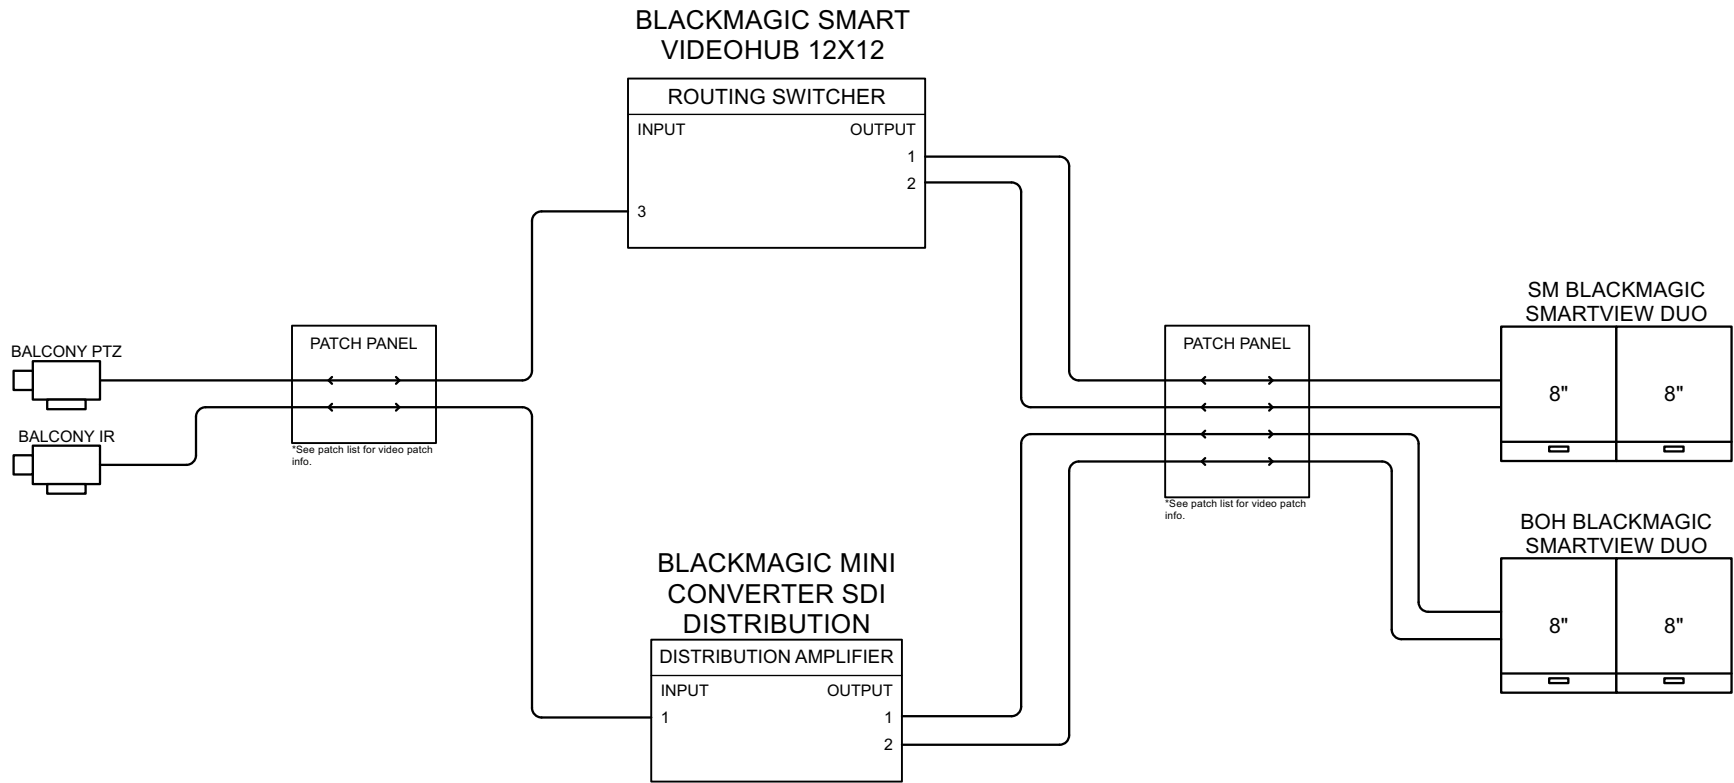 BLACKMAGIC SMART
VIDEOHUB 12X12
ROUTING SWITCHER
INPUT
OUTPUT
1
2
3
BALCONY PTZ
BALCONY IR
PATCH PANEL
*See patch list for video patch
info.
PATCH PANEL
*See patch list for video patch
info.
SM BLACKMAGIC
SMARTVIEW DUO
8"
8"
BOH BLACKMAGIC
SMARTVIEW DUO
8"
8"
BLACKMAGIC MINI
CONVERTER SDI
DISTRIBUTION
DISTRIBUTION AMPLIFIER
INPUT
OUTPUT
1
1
2